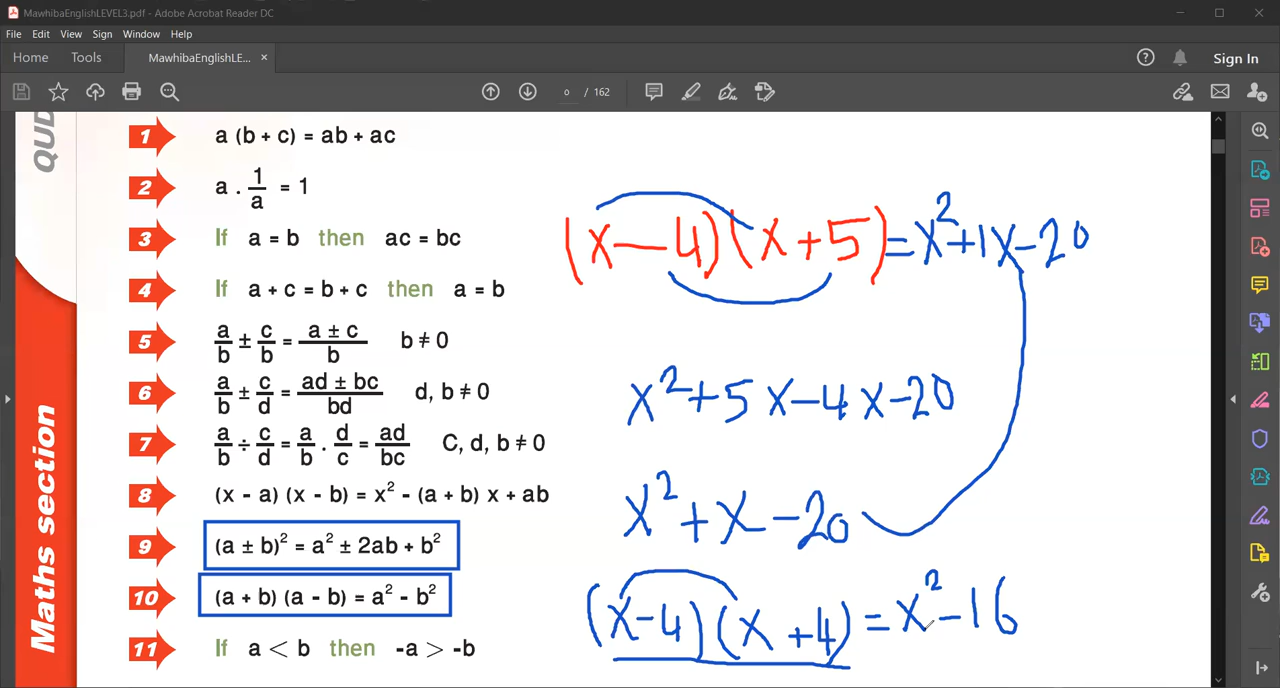 MawhibaEnglishLEVEL3.pdf - Adobe Acrobat Reader DC
File Edit View Sign Window Help
Home Tools MawhibaEnglishLE... × Sign In
0 / 162
QUD
Maths section
1 a (b + c) = ab + ac
2 a . 1/a = 1
3 If a = b then ac = bc
4 If a + c = b + c then a = b
5 a/b ± c/b = (a ± c)/b b ≠ 0
6 a/b ± c/d = (ad ± bc)/bd d, b ≠ 0
7 a/b ÷ c/d = a/b . d/c = ad/bc C, d, b ≠ 0
8 (x - a) (x - b) = x² - (a + b) x + ab
9 (a ± b)² = a² ± 2ab + b²
10 (a + b) (a - b) = a² - b²
11 If a < b then -a > -b
(x - 4)(x + 5) = x² + 1x - 20
x² + 5x - 4x - 20
x² + x - 20
(x - 4)(x + 4) = x² - 16